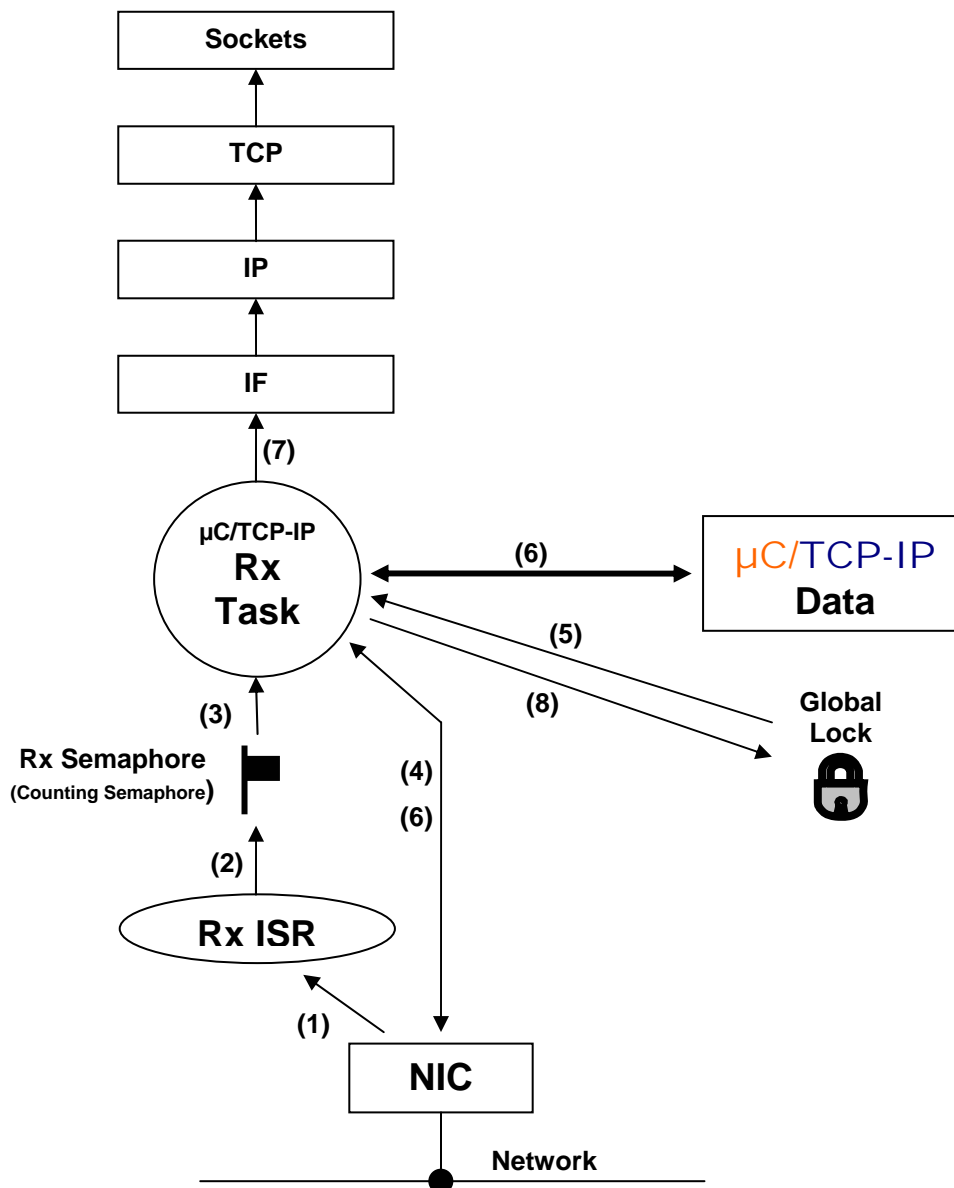 Sockets
TCP
IP
IF
(7)
µC/TCP-IP
Rx
Task
(6)
µC/TCP-IP
Data
(5)
(8)
Global
Lock
(3)
Rx Semaphore
(Counting Semaphore)
(4)
(6)
(2)
Rx ISR
(1)
NIC
Network